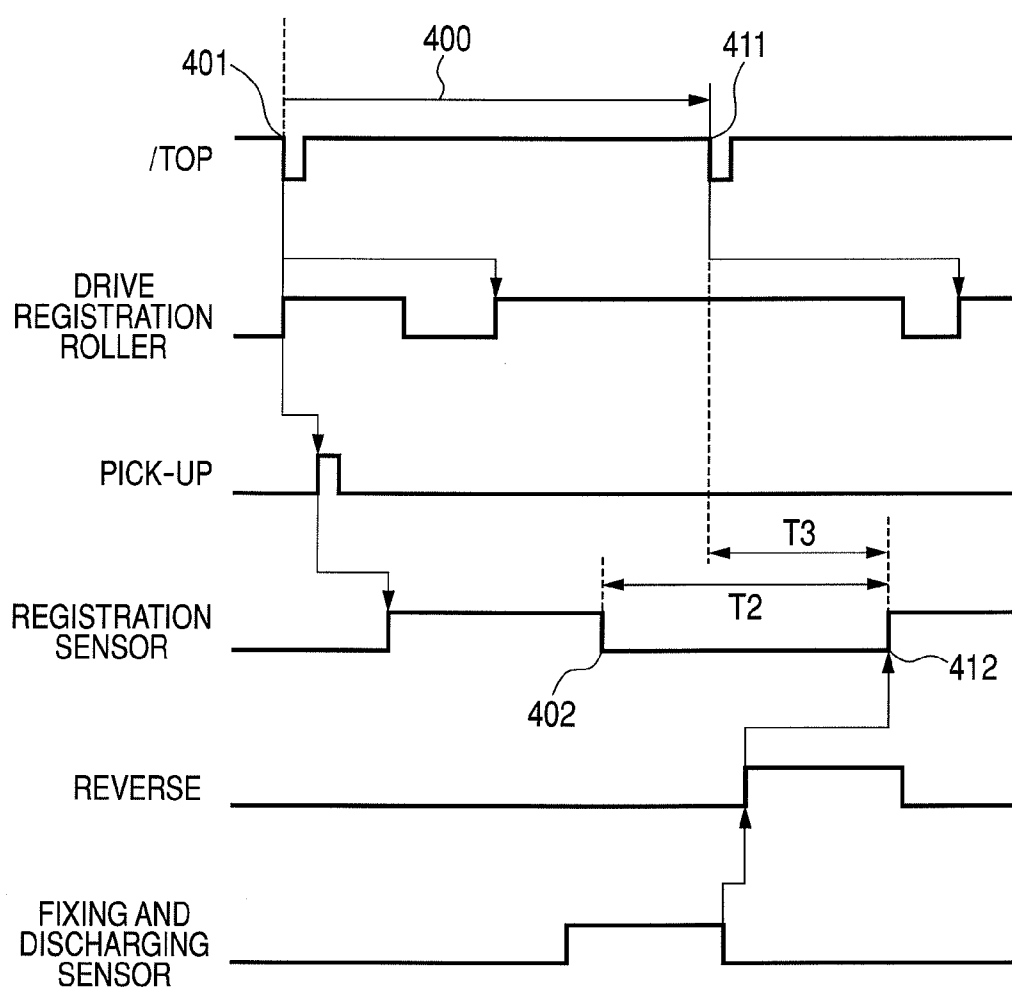 400
401
411
/TOP
DRIVE
REGISTRATION
ROLLER
PICK-UP
T3
T2
REGISTRATION
SENSOR
402
412
REVERSE
FIXING AND
DISCHARGING
SENSOR